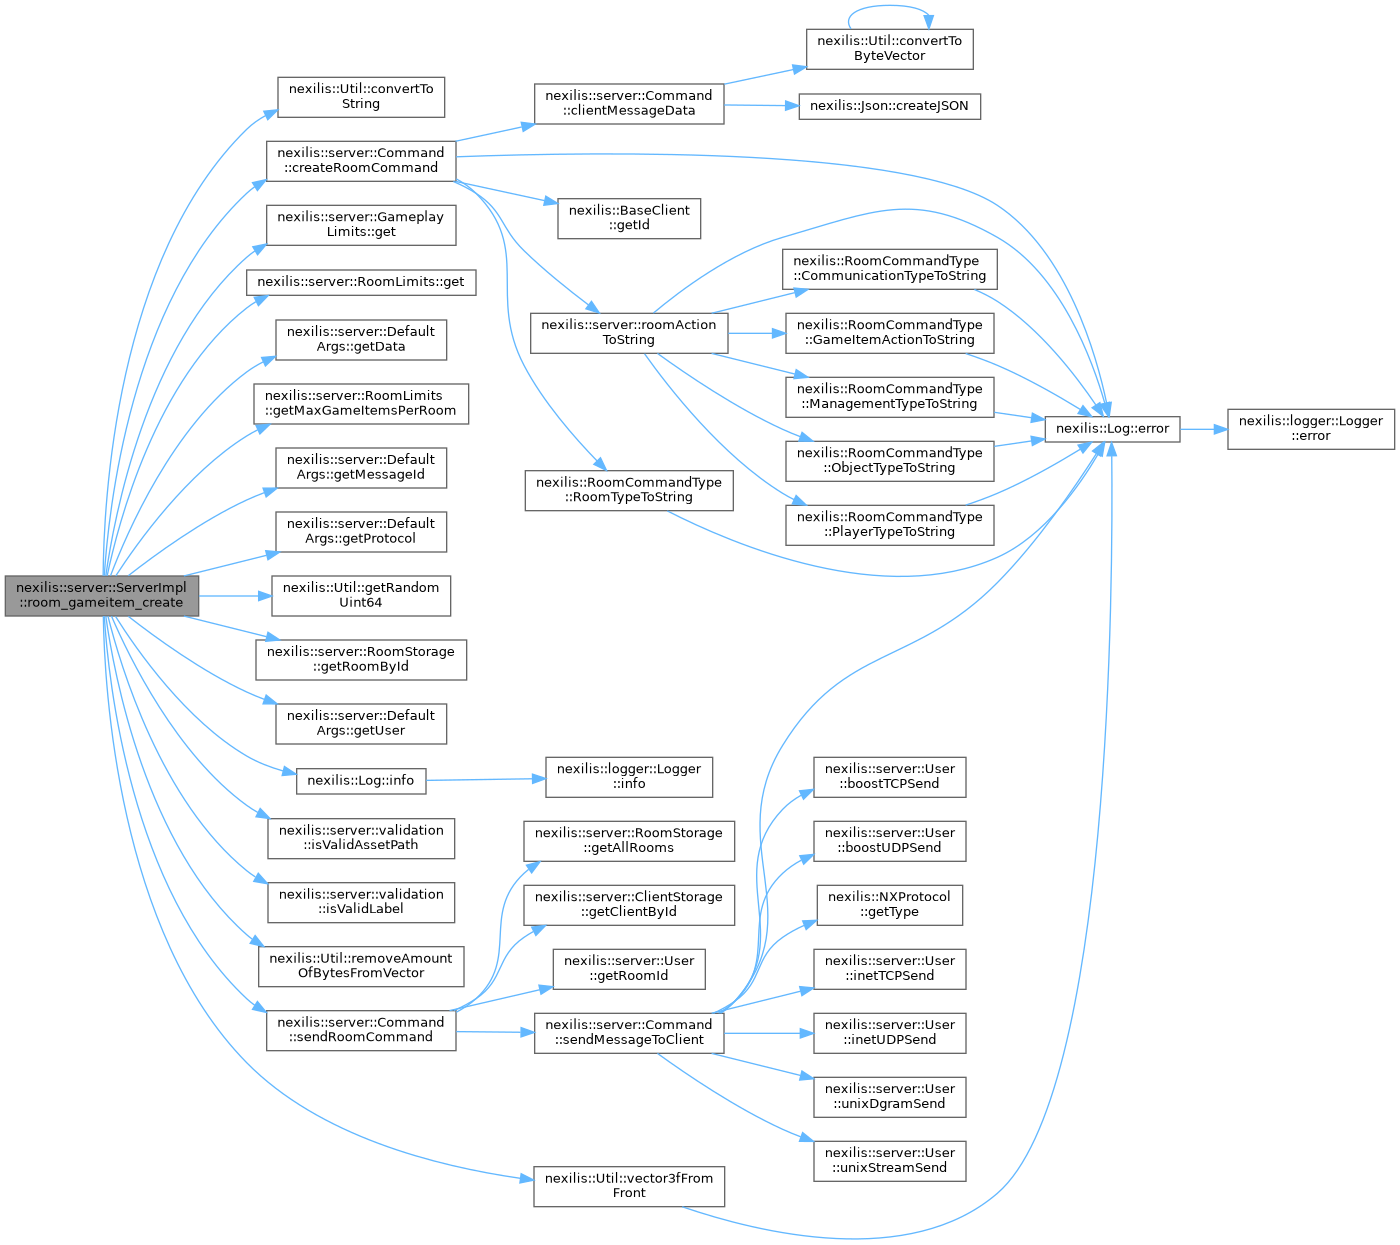 nexilis::server::ServerImpl
::room_gameitem_create
nexilis::Util::convertTo
String
nexilis::server::Command
::createRoomCommand
nexilis::server::Gameplay
Limits::get
nexilis::server::RoomLimits::get
nexilis::server::Default
Args::getData
nexilis::server::RoomLimits
::getMaxGameItemsPerRoom
nexilis::server::Default
Args::getMessageId
nexilis::server::Default
Args::getProtocol
nexilis::Util::getRandom
Uint64
nexilis::server::RoomStorage
::getRoomById
nexilis::server::Default
Args::getUser
nexilis::Log::info
nexilis::server::validation
::isValidAssetPath
nexilis::server::validation
::isValidLabel
nexilis::Util::removeAmount
OfBytesFromVector
nexilis::server::Command
::sendRoomCommand
nexilis::server::Command
::clientMessageData
nexilis::BaseClient
::getId
nexilis::server::roomAction
ToString
nexilis::RoomCommandType
::RoomTypeToString
nexilis::logger::Logger
::info
nexilis::server::RoomStorage
::getAllRooms
nexilis::server::ClientStorage
::getClientById
nexilis::server::User
::getRoomId
nexilis::server::Command
::sendMessageToClient
nexilis::Util::vector3fFrom
Front
nexilis::Util::convertTo
ByteVector
nexilis::Json::createJSON
nexilis::RoomCommandType
::CommunicationTypeToString
nexilis::RoomCommandType
::GameItemActionToString
nexilis::RoomCommandType
::ManagementTypeToString
nexilis::RoomCommandType
::ObjectTypeToString
nexilis::RoomCommandType
::PlayerTypeToString
nexilis::server::User
::boostTCPSend
nexilis::server::User
::boostUDPSend
nexilis::NXProtocol
::getType
nexilis::server::User
::inetTCPSend
nexilis::server::User
::inetUDPSend
nexilis::server::User
::unixDgramSend
nexilis::server::User
::unixStreamSend
nexilis::Log::error
nexilis::logger::Logger
::error